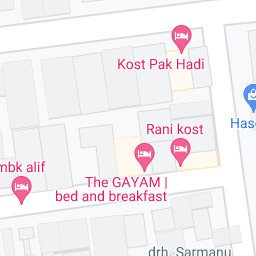 Kost Pak Hadi
Rani kost
mbk alif
The GAYAM |
bed and breakfast
drh. Sarmanu